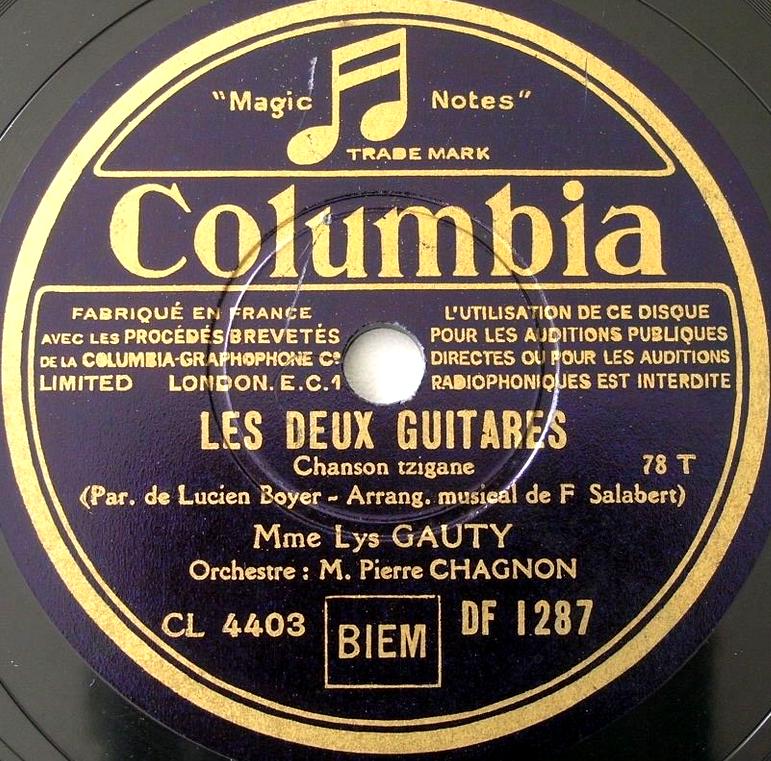 "Magic Notes"
TRADE MARK
Columbia
FABRIQUÉ EN FRANCE
AVEC LES PROCÉDÉS BREVETÉS
DE LA COLUMBIA-GRAPHOPHONE Cº
LIMITED LONDON. E.C.1
L'UTILISATION DE CE DISQUE
POUR LES AUDITIONS PUBLIQUES
DIRECTES OU POUR LES AUDITIONS
RADIOPHONIQUES EST INTERDITE
LES DEUX GUITARES
Chanson tzigane 78 T
(Par. de Lucien Boyer - Arrang. musical de F Salabert)
Mme Lys GAUTY
Orchestre : M. Pierre CHAGNON
CL 4403 BIEM DF 1287